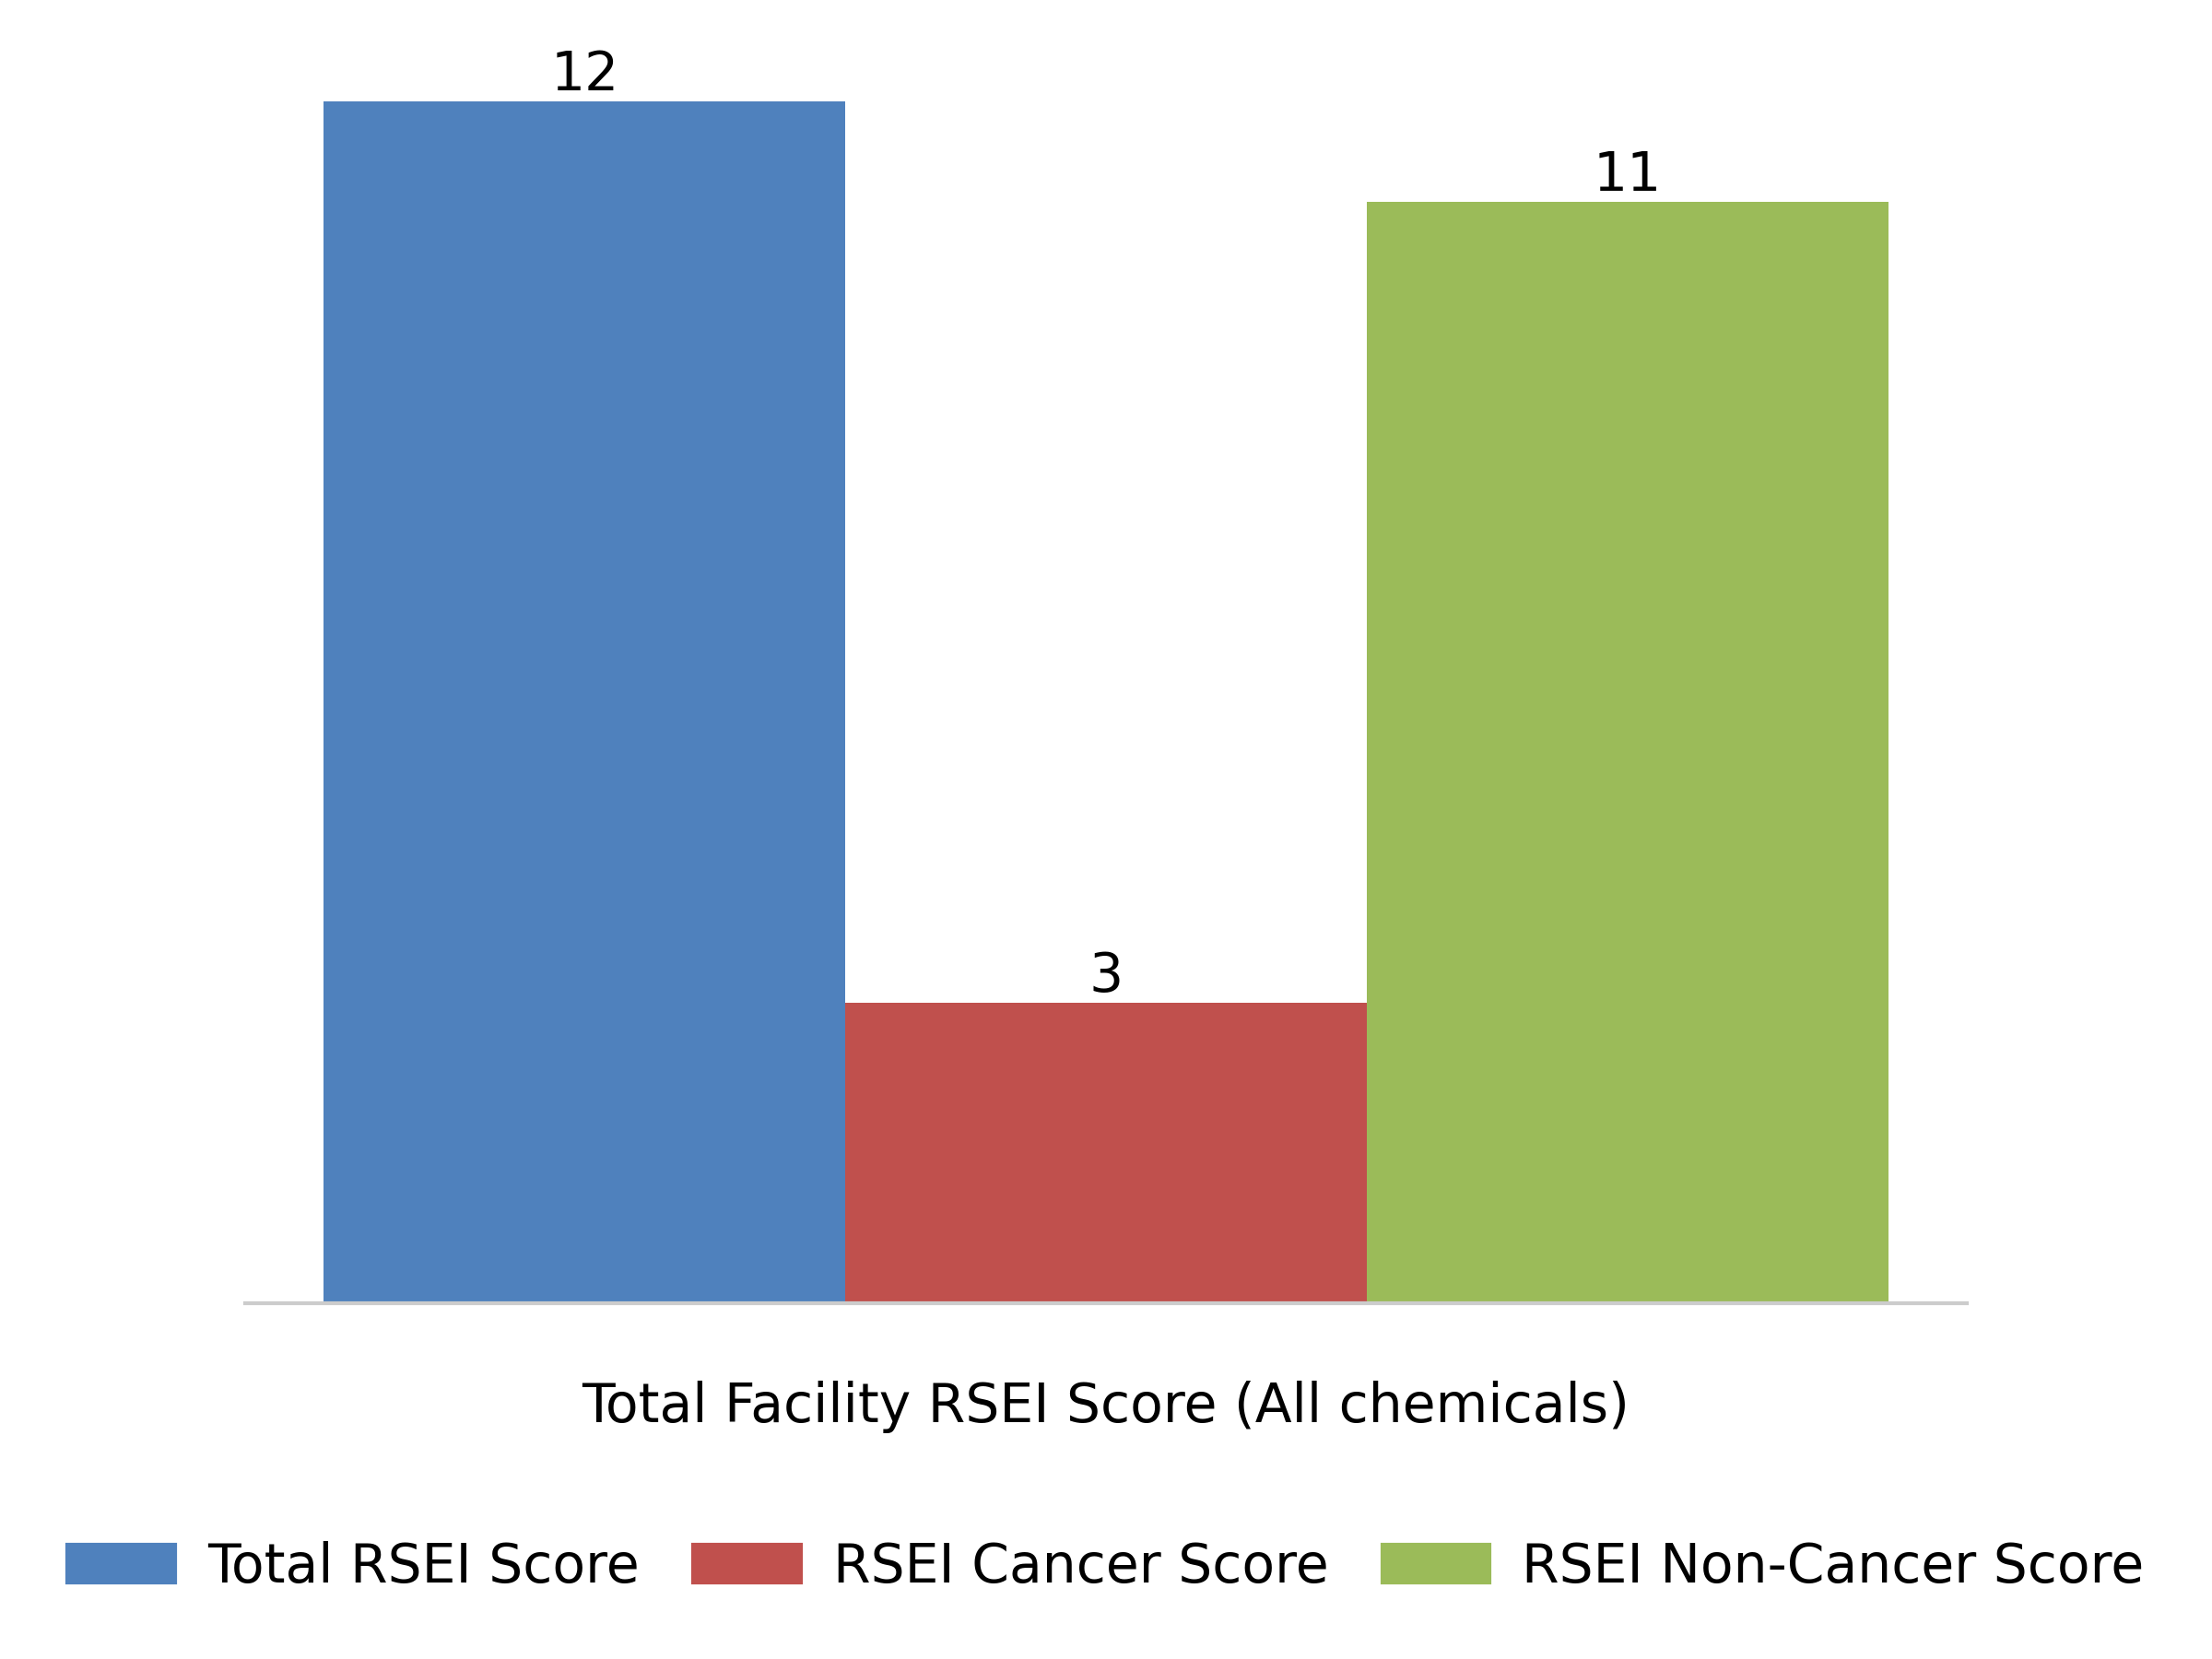 12
11
3
Total Facility RSEI Score (All chemicals)
Total RSEI Score RSEI Cancer Score RSEI Non-Cancer Score